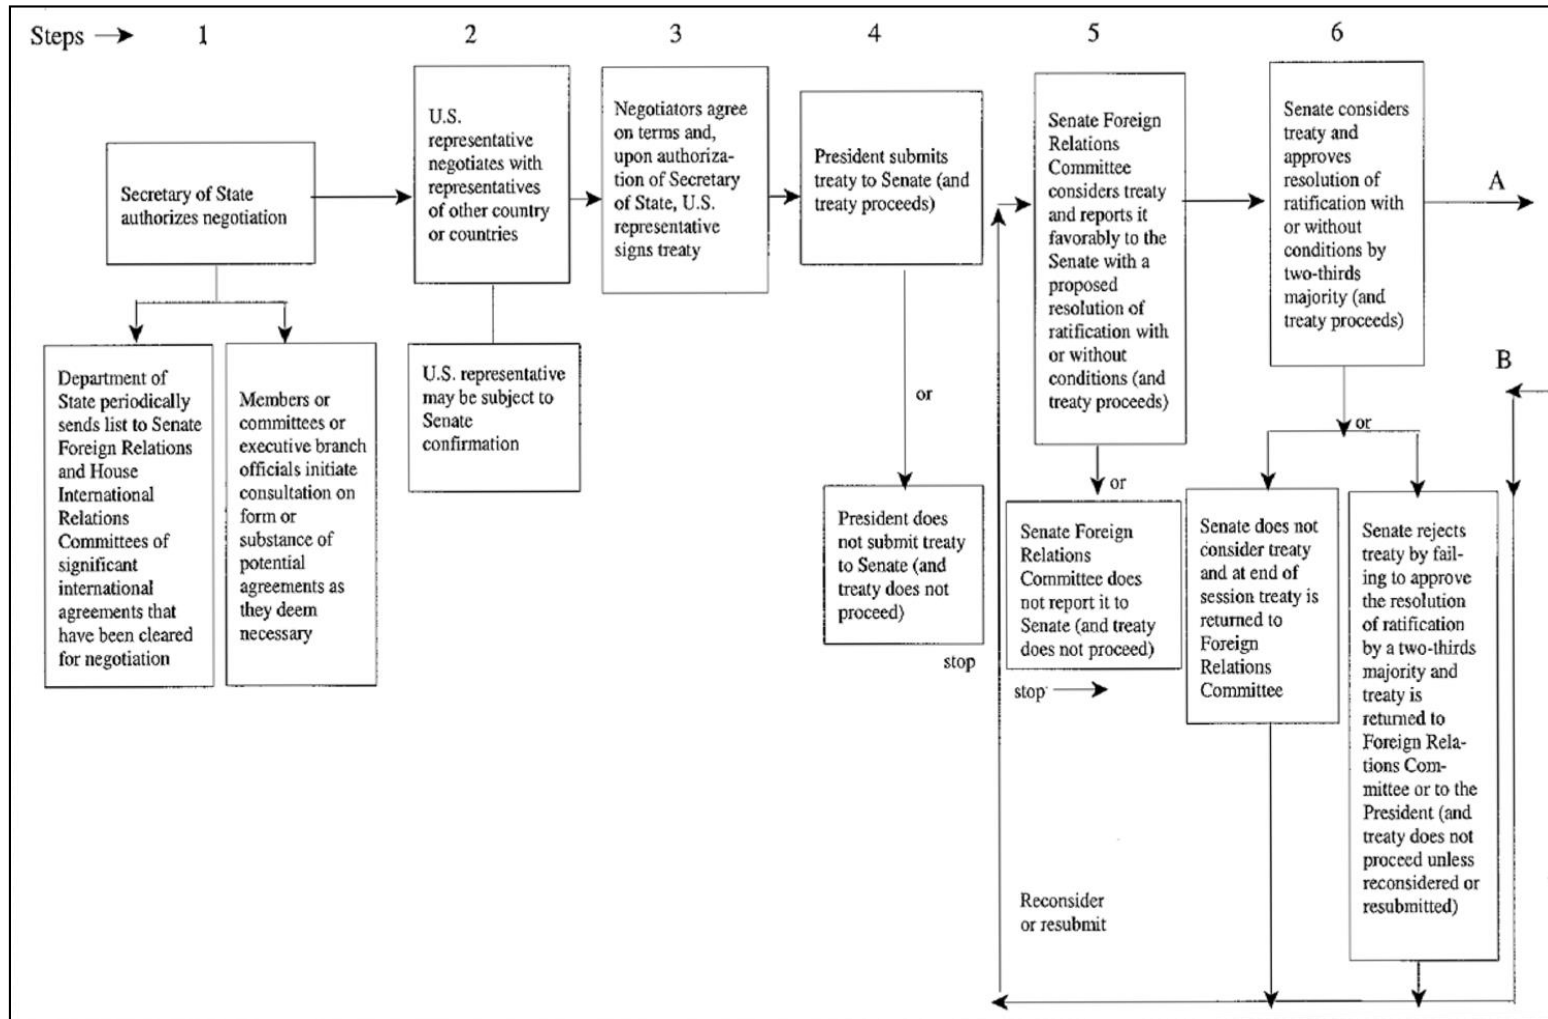 Steps → 1 2 3 4 5 6
Secretary of State
authorizes negotiation
Department of
State periodically
sends list to Senate
Foreign Relations
and House
International
Relations
Committees of
significant
international
agreements that
have been cleared
for negotiation
Members or
committees or
executive branch
officials initiate
consultation on
form or
substance of
potential
agreements as
they deem
necessary
U.S.
representative
negotiates with
representatives
of other country
or countries
U.S. representative
may be subject to
Senate
confirmation
Negotiators agree
on terms and,
upon authoriza-
tion of Secretary
of State, U.S.
representative
signs treaty
President submits
treaty to Senate (and
treaty proceeds)
or
President does
not submit treaty
to Senate (and
treaty does not
proceed)
stop
Senate Foreign
Relations
Committee
considers treaty
and reports it
favorably to the
Senate with a
proposed
resolution of
ratification with
or without
conditions (and
treaty proceeds)
or
Senate Foreign
Relations
Committee does
not report it to
Senate (and treaty
does not proceed)
stop →
Reconsider
or resubmit
Senate considers
treaty and
approves
resolution of
ratification with
or without
conditions by
two-thirds
majority (and
treaty proceeds)
A
B
or
Senate does not
consider treaty
and at end of
session treaty is
returned to
Foreign
Relations
Committee
Senate rejects
treaty by fail-
ing to approve
the resolution
of ratification
by a two-thirds
majority and
treaty is
returned to
Foreign Rela-
tions Com-
mittee or to the
President (and
treaty does not
proceed unless
reconsidered or
resubmitted)